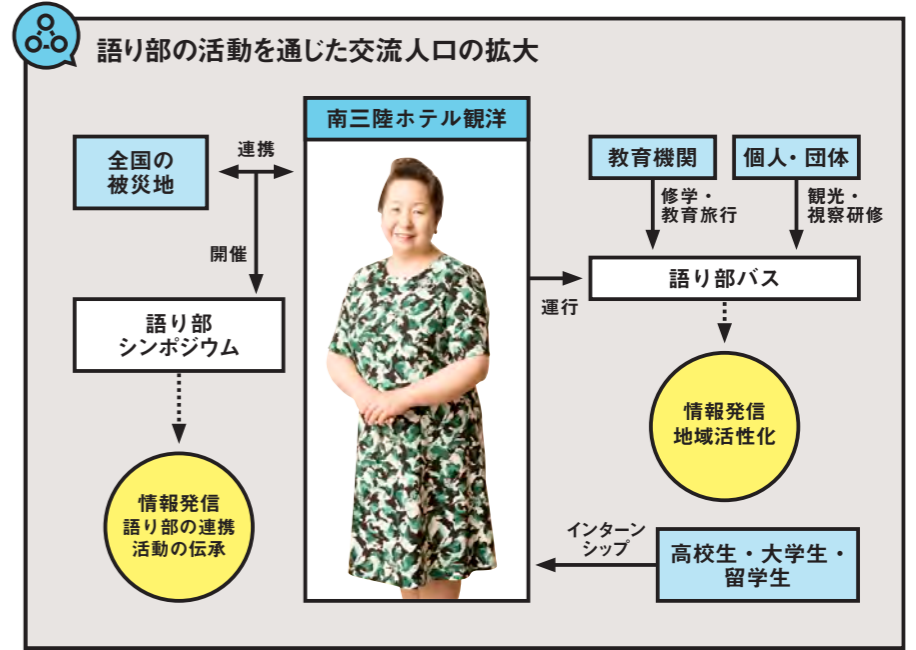 語り部の活動を通じた交流人口の拡大
南三陸ホテル観洋
全国の
被災地
連携
開催
語り部
シンポジウム
情報発信
語り部の連携
活動の伝承
教育機関
個人・団体
修学・
教育旅行
観光・
視察研修
運行
語り部バス
情報発信
地域活性化
インターン
シップ
高校生・大学生・
留学生